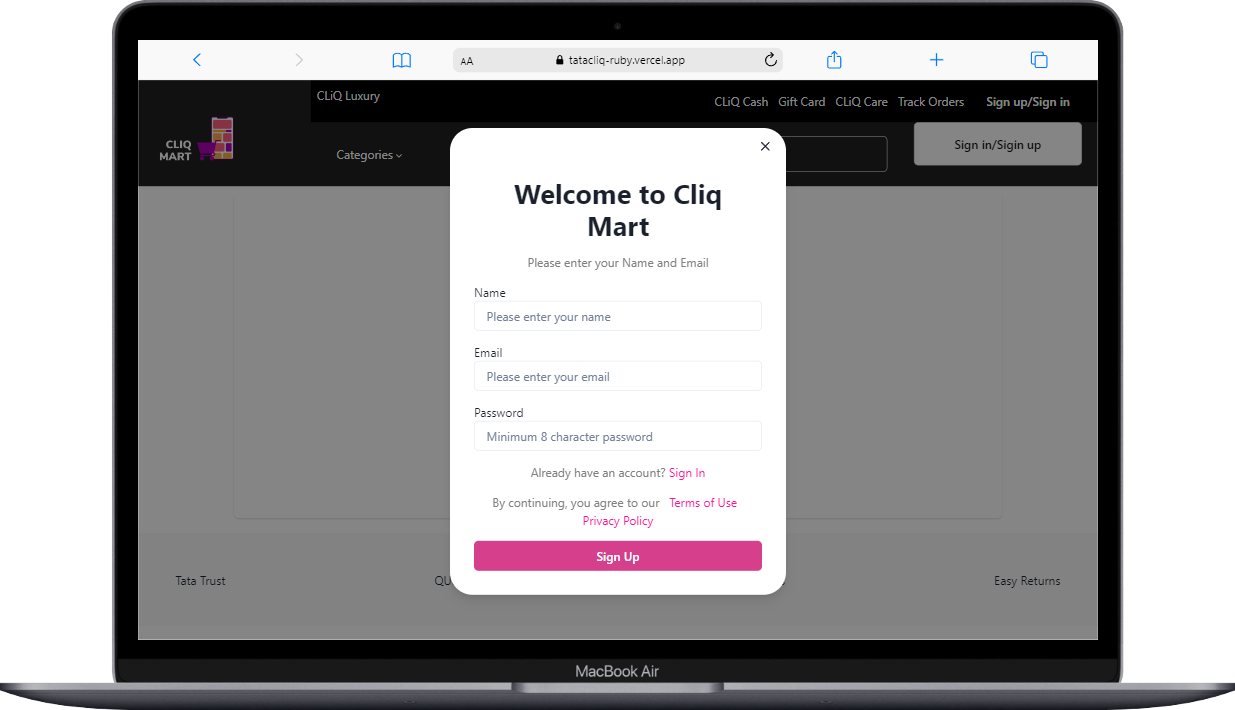 AA
tatacliq-ruby.vercel.app
CLiQ Luxury
CLiQ Cash Gift Card CLiQ Care Track Orders Sign up/Sign in
CLIQ
MART
Categories
Sign in/Sigin up
Welcome to Cliq
Mart
Please enter your Name and Email
Name
Please enter your name
Email
Please enter your email
Password
Minimum 8 character password
Already have an account? Sign In
By continuing, you agree to our Terms of Use
Privacy Policy
Sign Up
Tata Trust
QU
Easy Returns
MacBook Air